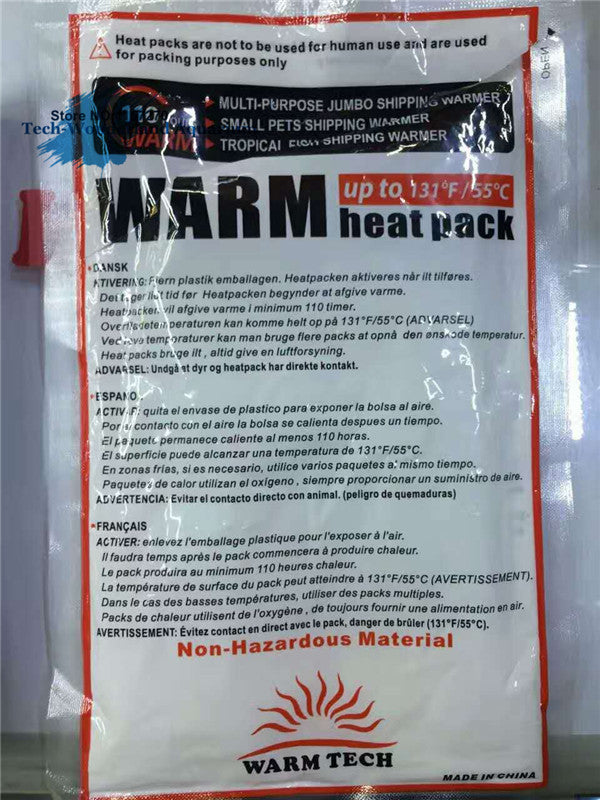 Heat packs are not to be used for human use and are used
for packing purposes only
OPEN
Store NO
110
WARM
MULTI-PURPOSE JUMBO SHIPPING WARMER
SMALL PETS SHIPPING WARMER
TROPICAL FISH SHIPPING WARMER
WARM up to 131°F / 55°C
heat pack
*DANSK
AKTIVERING: Fjern plastik emballagen. Heatpacken aktiveres når ilt tilføres.
Det tager lidt tid før Heatpacken begynder at afgive varme.
Heatpacken vil afgive varme i minimum 110 timer.
Overfladetemperaturen kan komme helt op på 131°F/55°C (ADVARSEL)
Ved lave temporaturer kan man bruge flere packs at opnå den ønskode temperatur.
Heat packs bruge ilt , altid give en luftforsyning.
ADVARSEL: Undgå et dyr og heatpack har direkte kontakt.
*ESPANOL
ACTIVAR: quita el envase de plastico para exponer la bolsa al aire.
Por su contacto con el aire la bolsa se calienta despues un tiempo.
El paquete permanece caliente al menos 110 horas.
El superficie puede alcanzar una temperatura de 131°F/55°C.
En zonas frías, si es necesario, utilice varios paquetes al mismo tiempo.
Paquetes de calor utilizan el oxígeno , siempre proporcionar un suministro de aire.
ADVERTENCIA: Evitar el contacto directo con animal. (peligro de quemaduras)
*FRANÇAIS
ACTIVER: enlevez l'emballage plastique pour l'exposer à l'air.
Il faudra temps après le pack commencera à produire chaleur.
Le pack produira au minimum 110 heures chaleur.
La température de surface du pack peut atteindre à 131°F/55°C (AVERTISSEMENT).
Dans le cas des basses températures, utiliser des packs multiples.
Packs de chaleur utilisent de l'oxygène , de toujours fournir une alimentation en air.
AVERTISSEMENT: Évitez contact en direct avec le pack, danger de brûler (131°F/55°C).
Non-Hazardous Material
WARM TECH
MADE IN CHINA